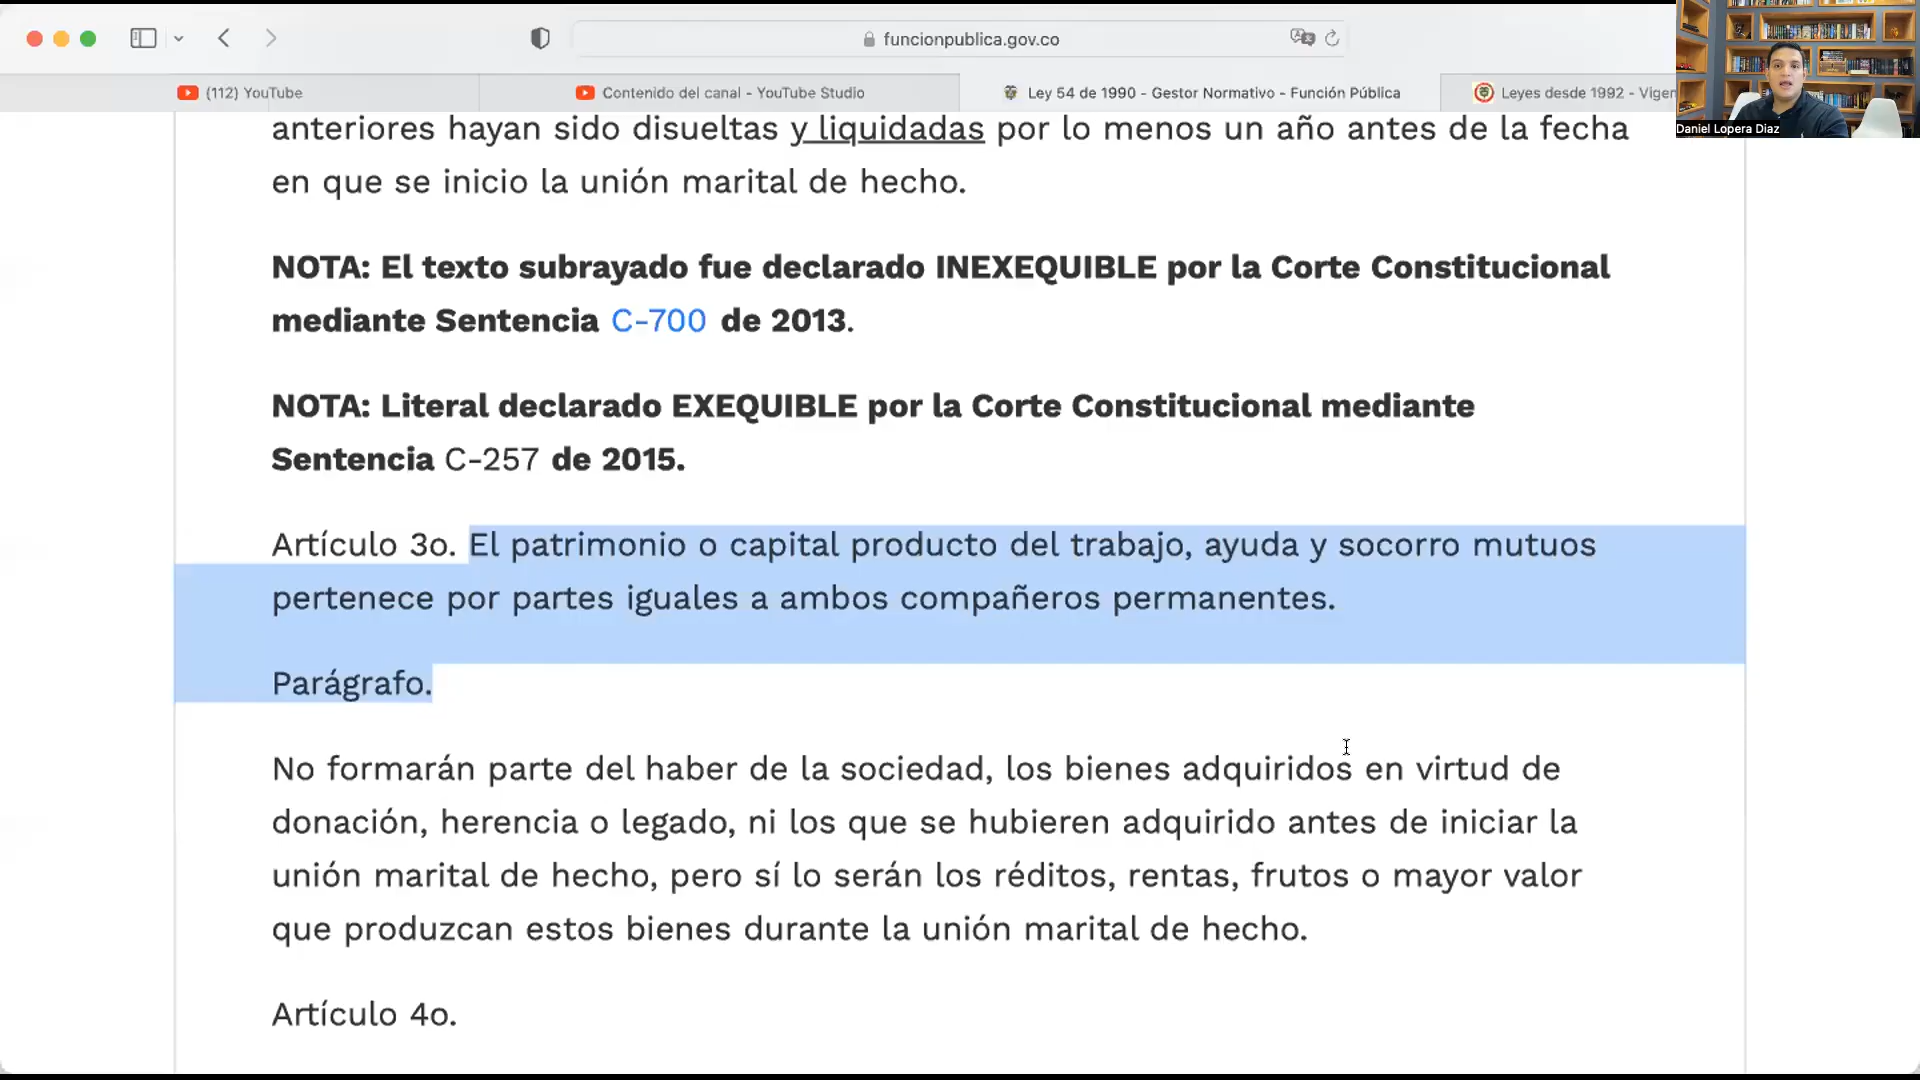 funcionpublica.gov.co
(112) YouTube
Contenido del canal - YouTube Studio
Ley 54 de 1990 - Gestor Normativo - Función Pública
Leyes desde 1992 - Vigen
Daniel Lopera Diaz
anteriores hayan sido disueltas y liquidadas por lo menos un año antes de la fecha
en que se inicio la unión marital de hecho.
NOTA: El texto subrayado fue declarado INEXEQUIBLE por la Corte Constitucional
mediante Sentencia C-700 de 2013.
NOTA: Literal declarado EXEQUIBLE por la Corte Constitucional mediante
Sentencia C-257 de 2015.
Artículo 3o. El patrimonio o capital producto del trabajo, ayuda y socorro mutuos
pertenece por partes iguales a ambos compañeros permanentes.
Parágrafo.
No formarán parte del haber de la sociedad, los bienes adquiridos en virtud de
donación, herencia o legado, ni los que se hubieren adquirido antes de iniciar la
unión marital de hecho, pero sí lo serán los réditos, rentas, frutos o mayor valor
que produzcan estos bienes durante la unión marital de hecho.
Artículo 4o.